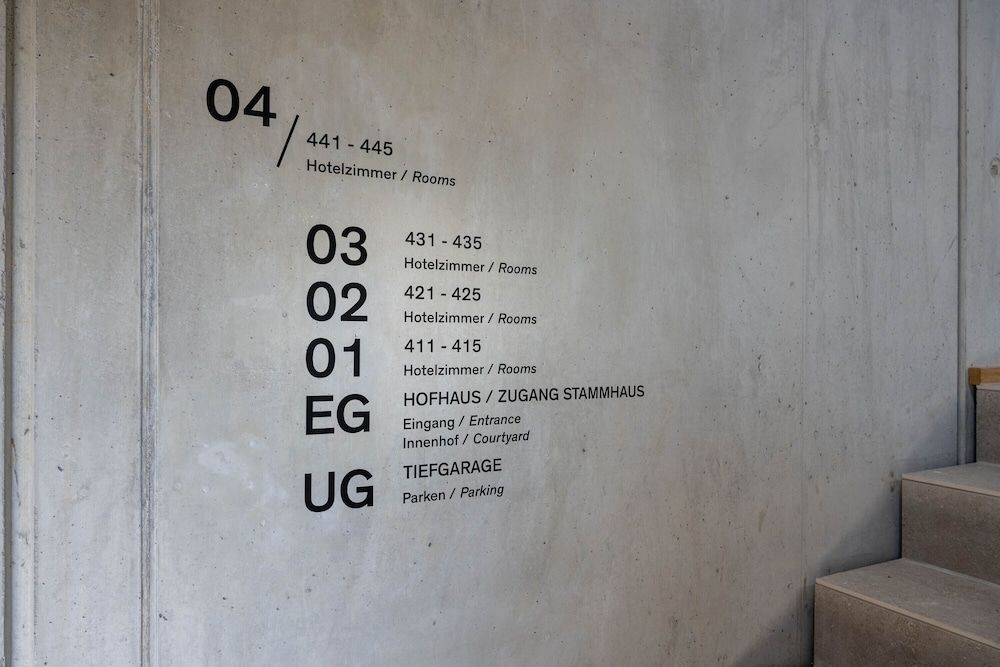 04 / 441 - 445
Hotelzimmer / Rooms
03 431 - 435
Hotelzimmer / Rooms
02 421 - 425
Hotelzimmer / Rooms
01 411 - 415
Hotelzimmer / Rooms
EG HOFHAUS / ZUGANG STAMMHAUS
Eingang / Entrance
Innenhof / Courtyard
UG TIEFGARAGE
Parken / Parking